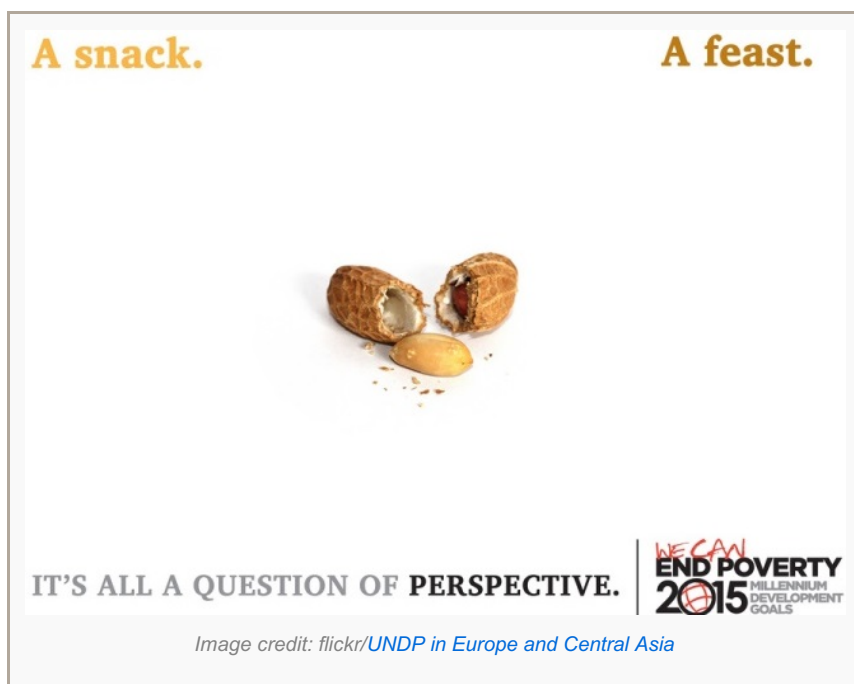 A snack.
A feast.
IT'S ALL A QUESTION OF PERSPECTIVE.
WE CAN
END POVERTY
2015 MILLENNIUM
DEVELOPMENT
GOALS
Image credit: flickr/UNDP in Europe and Central Asia